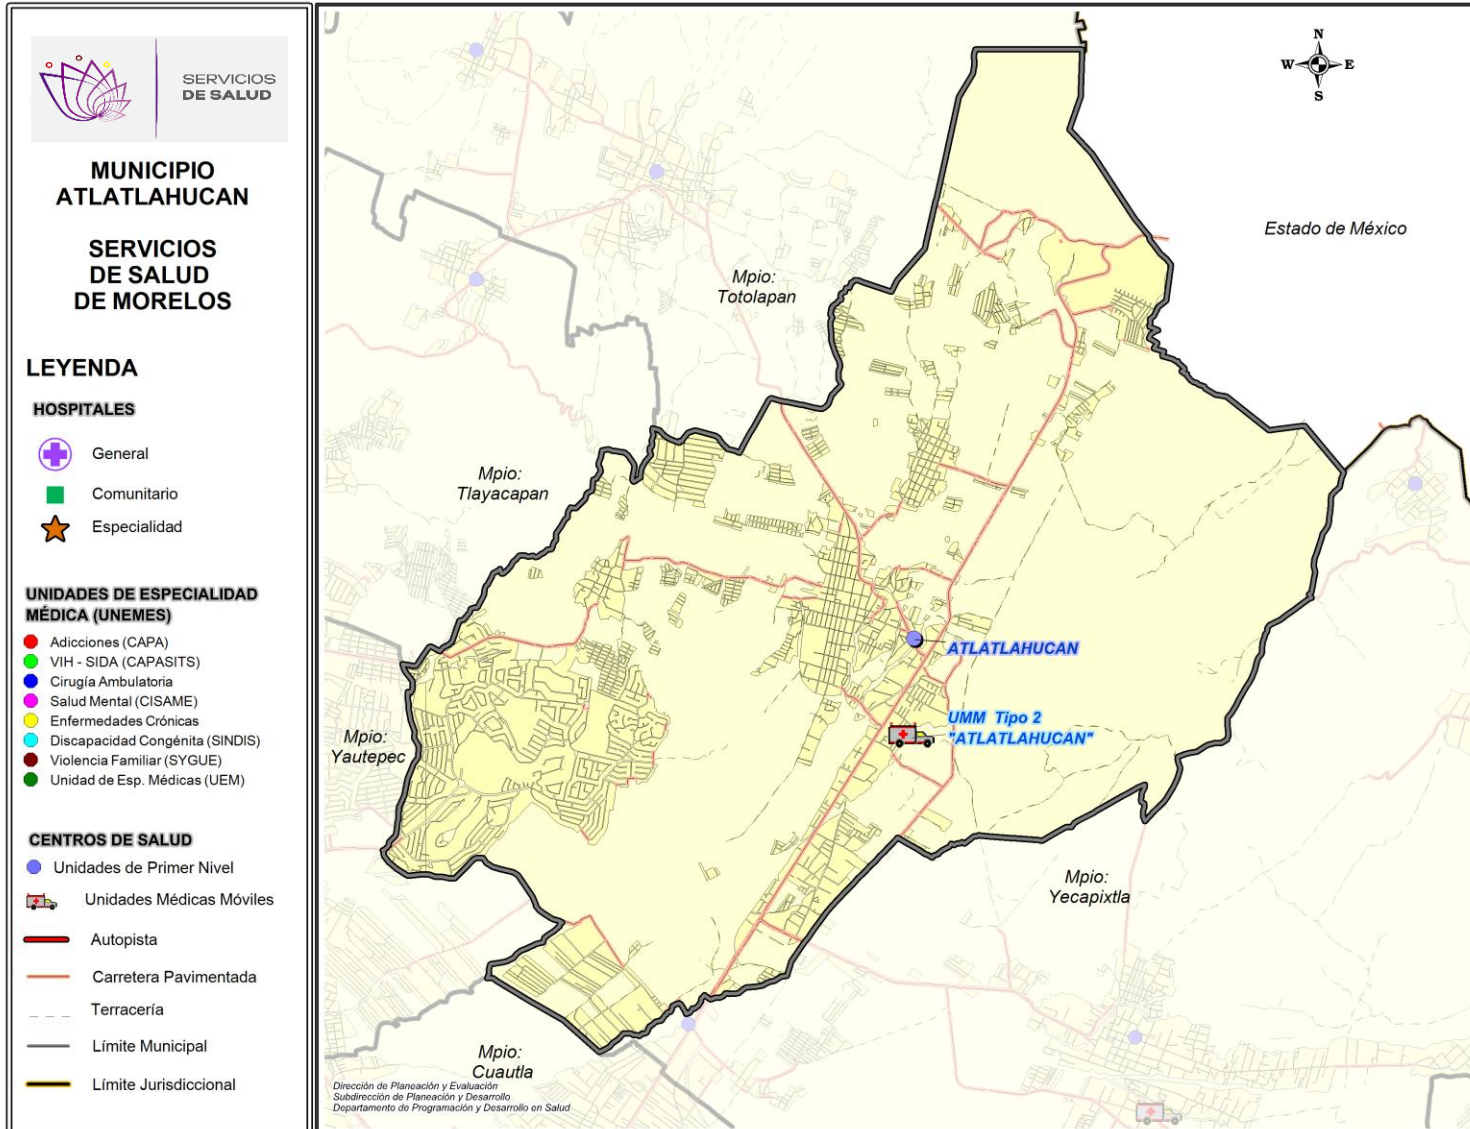 SERVICIOS
DE SALUD
MUNICIPIO
ATLATLAHUCAN
SERVICIOS
DE SALUD
DE MORELOS
LEYENDA
HOSPITALES
General
Comunitario
Especialidad
UNIDADES DE ESPECIALIDAD
MÉDICA (UNEMES)
Adicciones (CAPA)
VIH - SIDA (CAPASITS)
Cirugía Ambulatoria
Salud Mental (CISAME)
Enfermedades Crónicas
Discapacidad Congénita (SINDIS)
Violencia Familiar (SYGUE)
Unidad de Esp. Médicas (UEM)
CENTROS DE SALUD
Unidades de Primer Nivel
Unidades Médicas Móviles
Autopista
Carretera Pavimentada
Terracería
Límite Municipal
Límite Jurisdiccional
N
W E
S
Estado de México
Mpio:
Totolapan
Mpio:
Tlayacapan
ATLATLAHUCAN
UMM Tipo 2
"ATLATLAHUCAN"
Mpio:
Yautepec
Mpio:
Yecapixtla
Mpio:
Cuautla
Dirección de Planeación y Evaluación
Subdirección de Planeación y Desarrollo
Departamento de Programación y Desarrollo en Salud